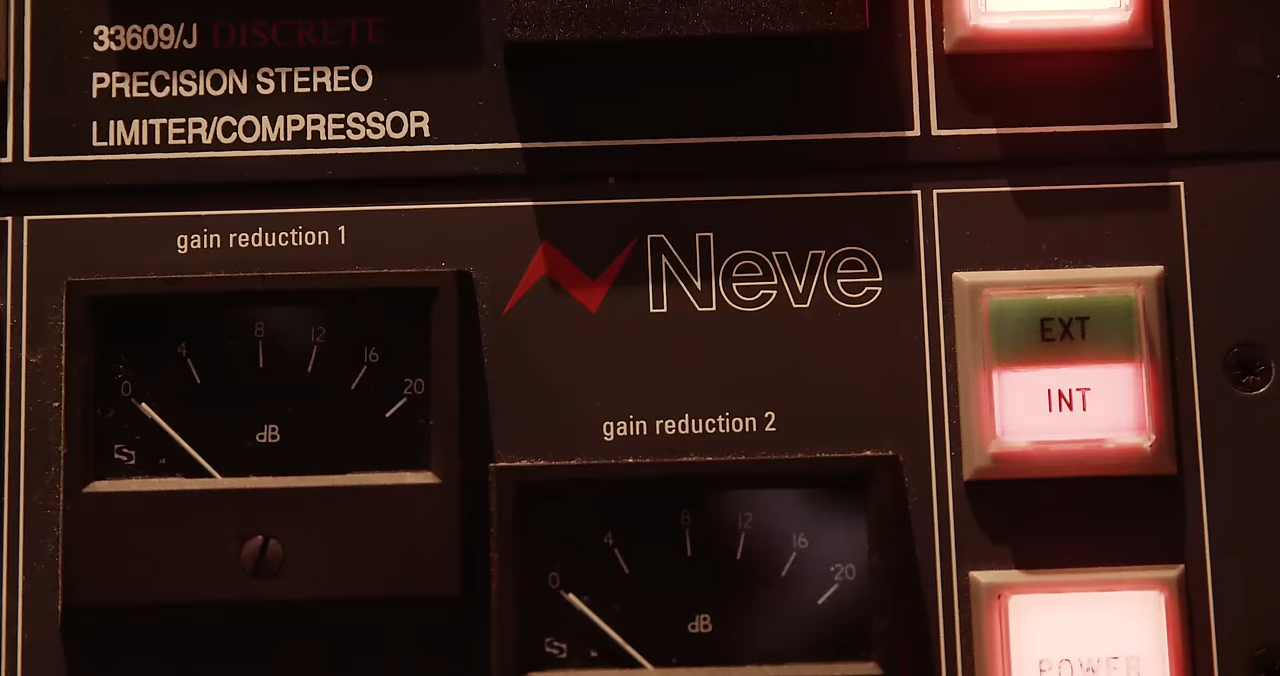 33609/J DISCRETE
PRECISION STEREO
LIMITER/COMPRESSOR
gain reduction 1
Neve
0 4 8 12 16 20
dB
EXT
INT
gain reduction 2
0 4 8 12 16 20
dB
POWER